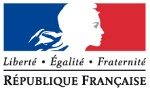 Liberté • Égalité • Fraternité
RÉPUBLIQUE FRANÇAISE